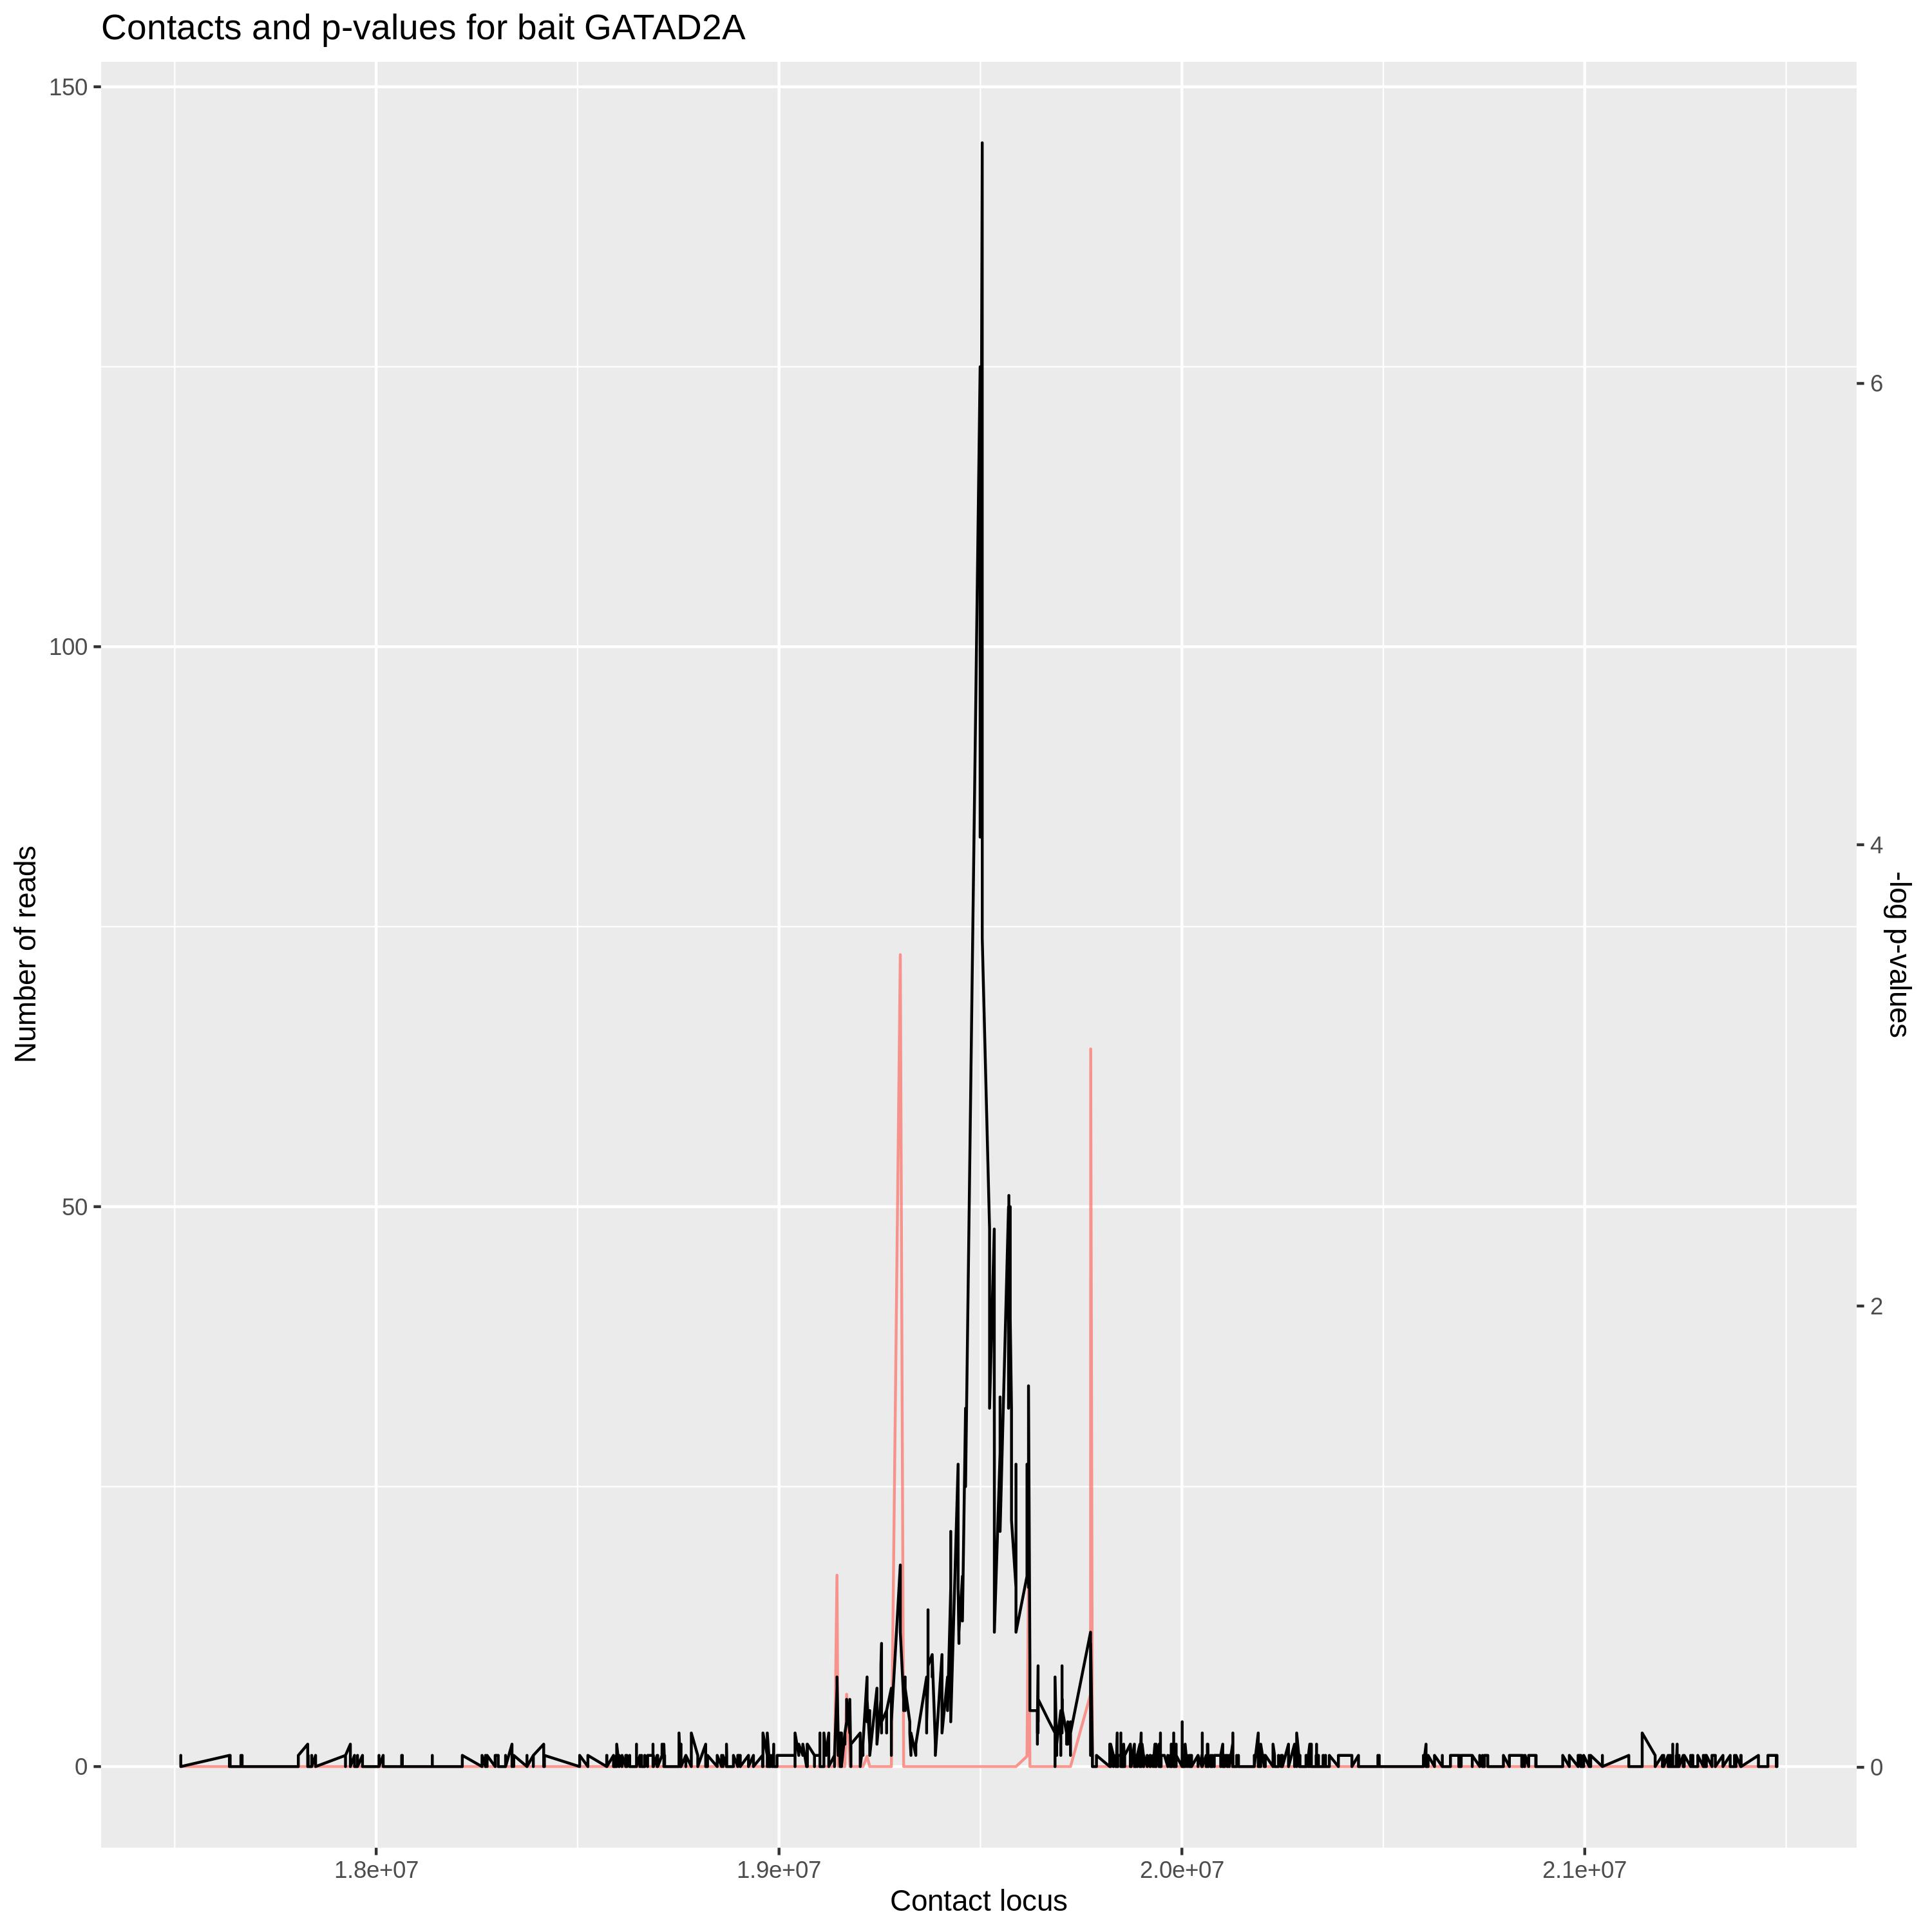 Contacts and p-values for bait GATAD2A
150
100
50
0
Number of reads
6
4
2
0
-log p-values
1.8e+07
1.9e+07
2.0e+07
2.1e+07
Contact locus